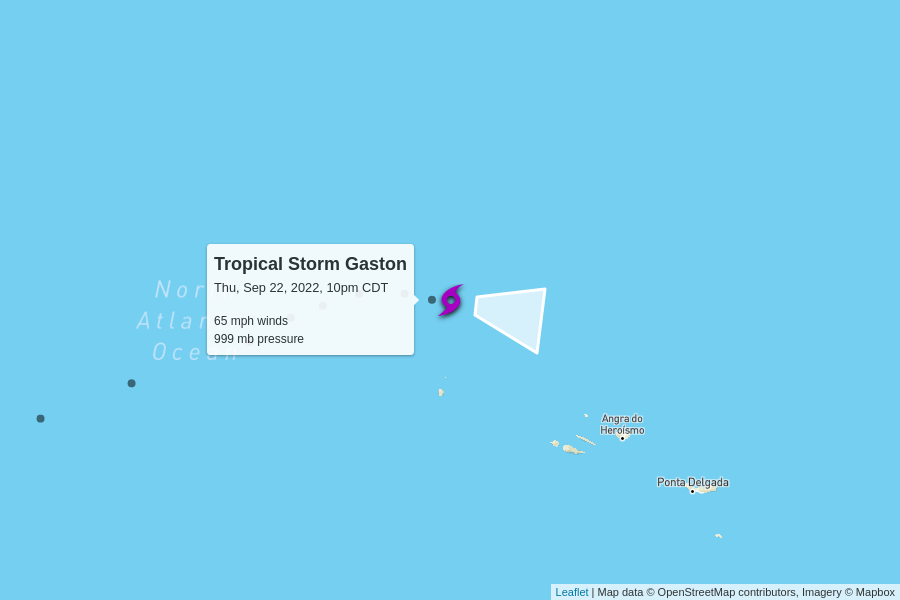 Tropical Storm Gaston
Thu, Sep 22, 2022, 10pm CDT
65 mph winds
999 mb pressure
Nor
Atlan
Ocean
Angra do
Heroísmo
Ponta Delgada
Leaflet | Map data © OpenStreetMap contributors, Imagery © Mapbox